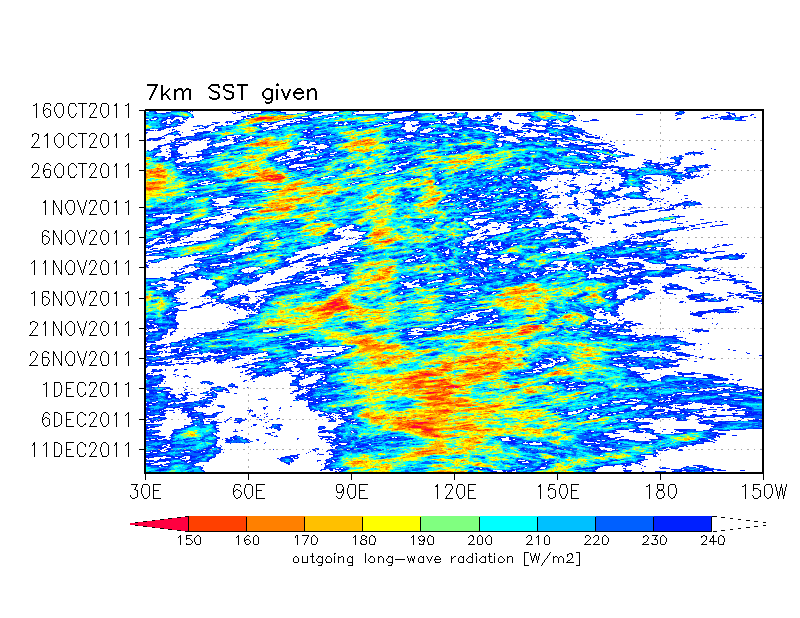 7km SST given
16OCT2011
21OCT2011
26OCT2011
1NOV2011
6NOV2011
11NOV2011
16NOV2011
21NOV2011
26NOV2011
1DEC2011
6DEC2011
11DEC2011
30E 60E 90E 120E 150E 180 150W
150 160 170 180 190 200 210 220 230 240
outgoing long-wave radiation [W/m2]